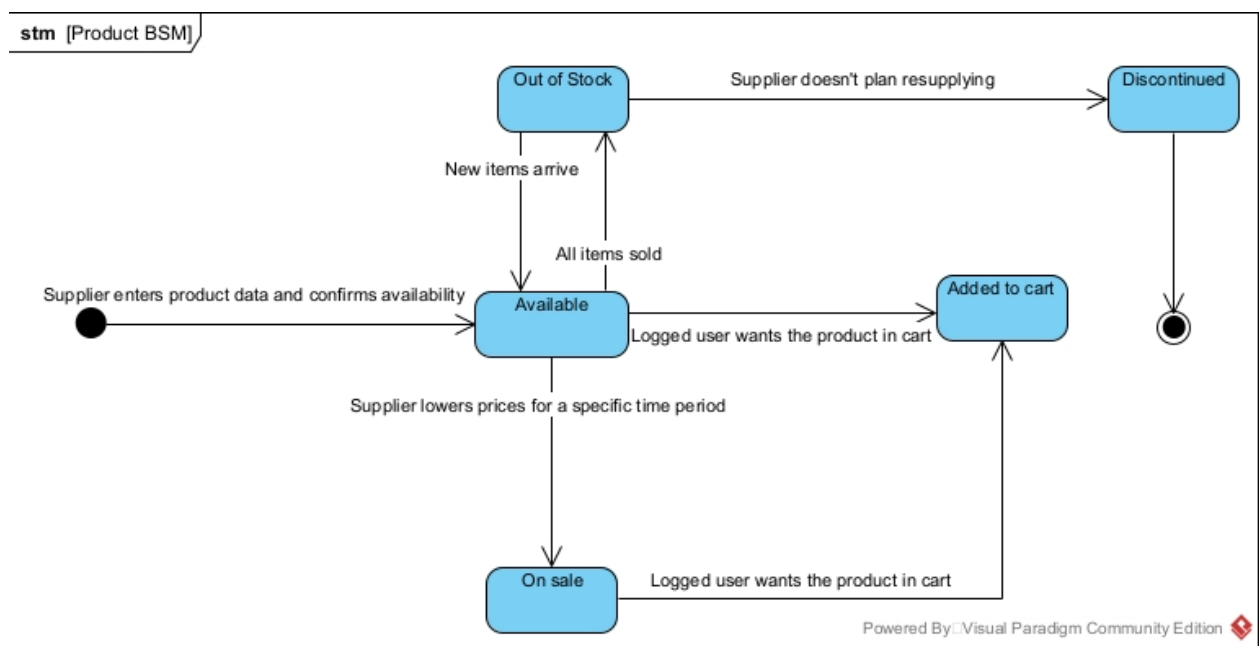 stm [Product BSM]
Out of Stock
Supplier doesn't plan resupplying
Discontinued
New items arrive
All items sold
Supplier enters product data and confirms availability
Available
Added to cart
Logged user wants the product in cart
Supplier lowers prices for a specific time period
On sale
Logged user wants the product in cart
Powered By Visual Paradigm Community Edition